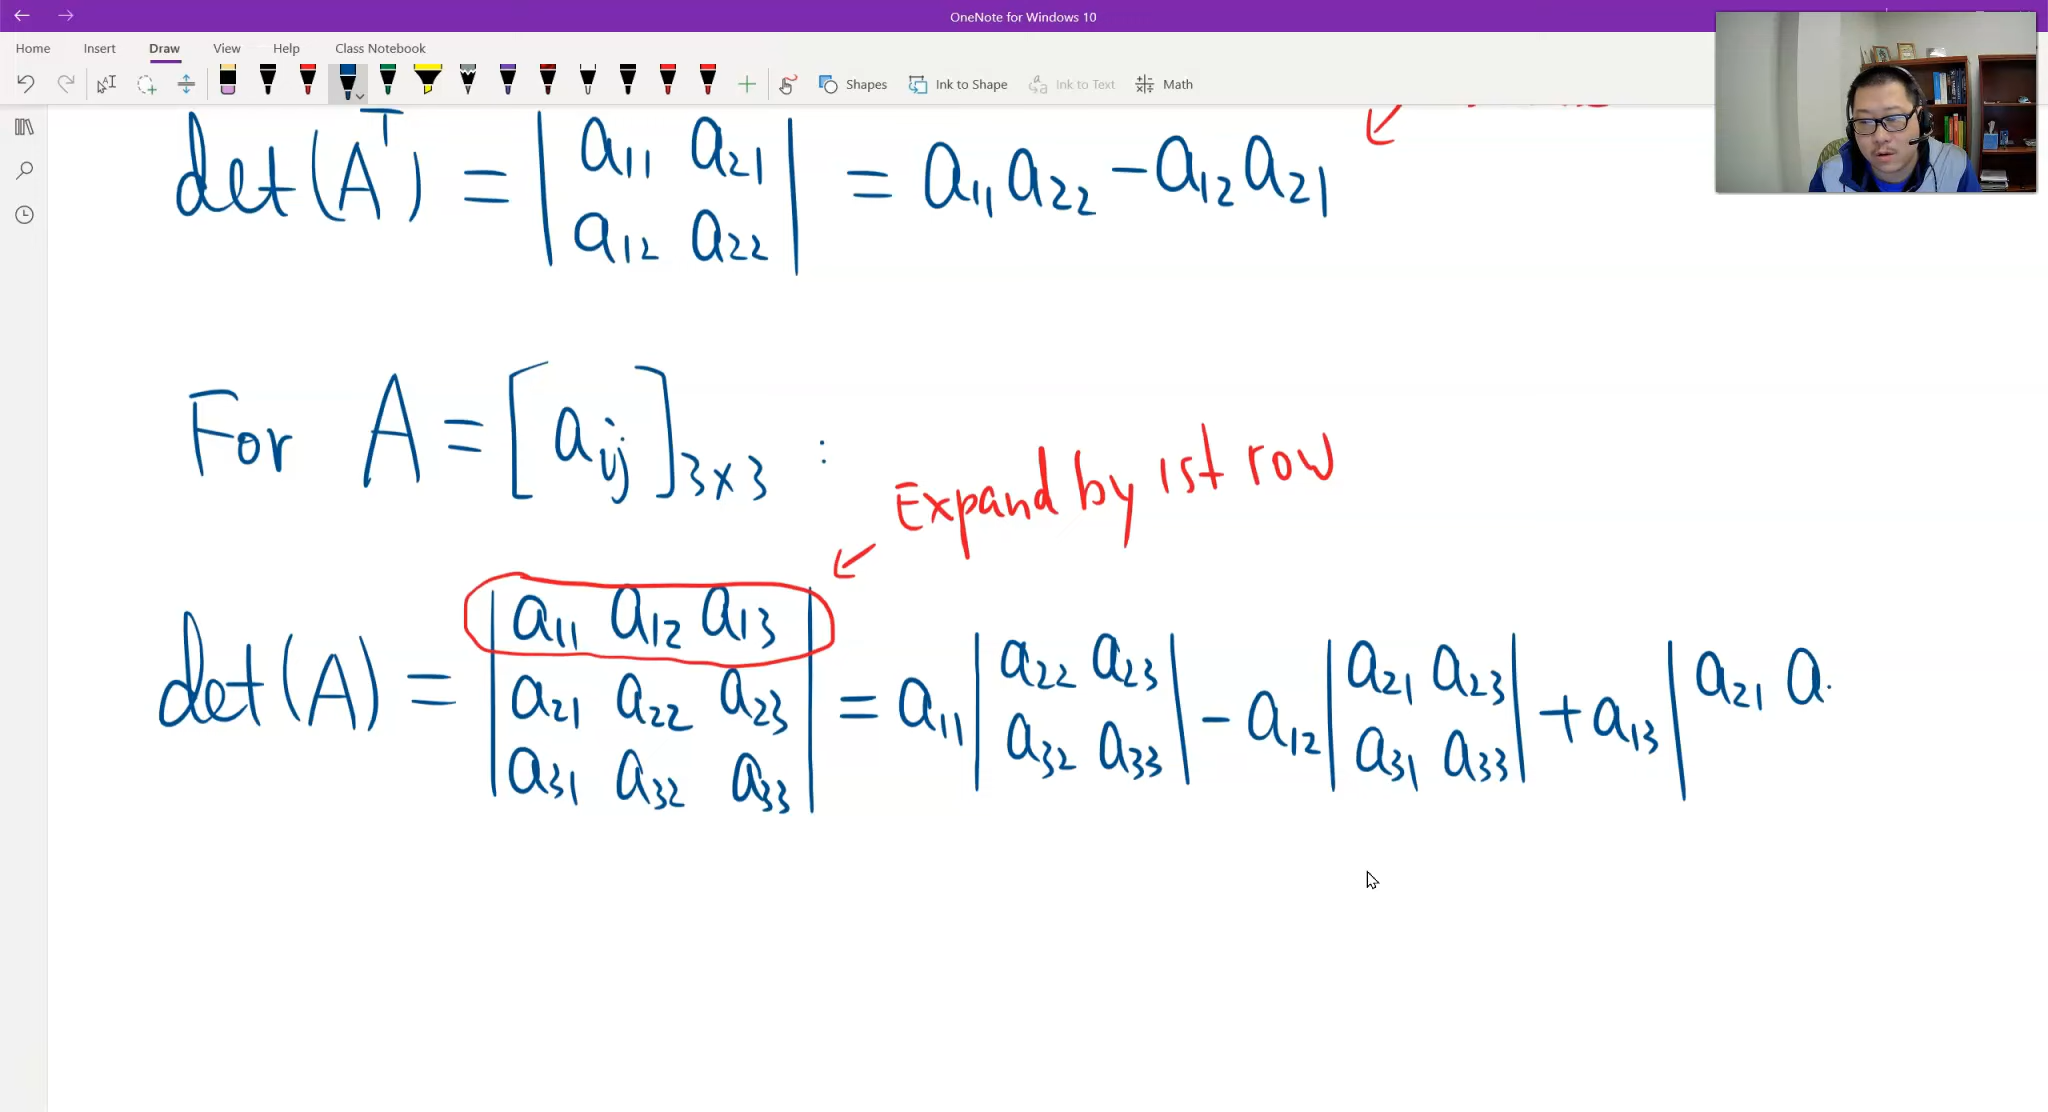 OneNote for Windows 10
Home Insert Draw View Help Class Notebook
Shapes Ink to Shape Ink to Text Math
det(Aᵀ) = | a₁₁ a₂₁ | = a₁₁a₂₂ - a₁₂a₂₁
| a₁₂ a₂₂ |
For A = [aᵢⱼ]₃ₓ₃ :
Expand by 1st row
det(A) = | a₁₁ a₁₂ a₁₃ | = a₁₁ | a₂₂ a₂₃ | - a₁₂ | a₂₁ a₂₃ | + a₁₃ | a₂₁ a
| a₂₁ a₂₂ a₂₃ | | a₃₂ a₃₃ | | a₃₁ a₃₃ |
| a₃₁ a₃₂ a₃₃ |